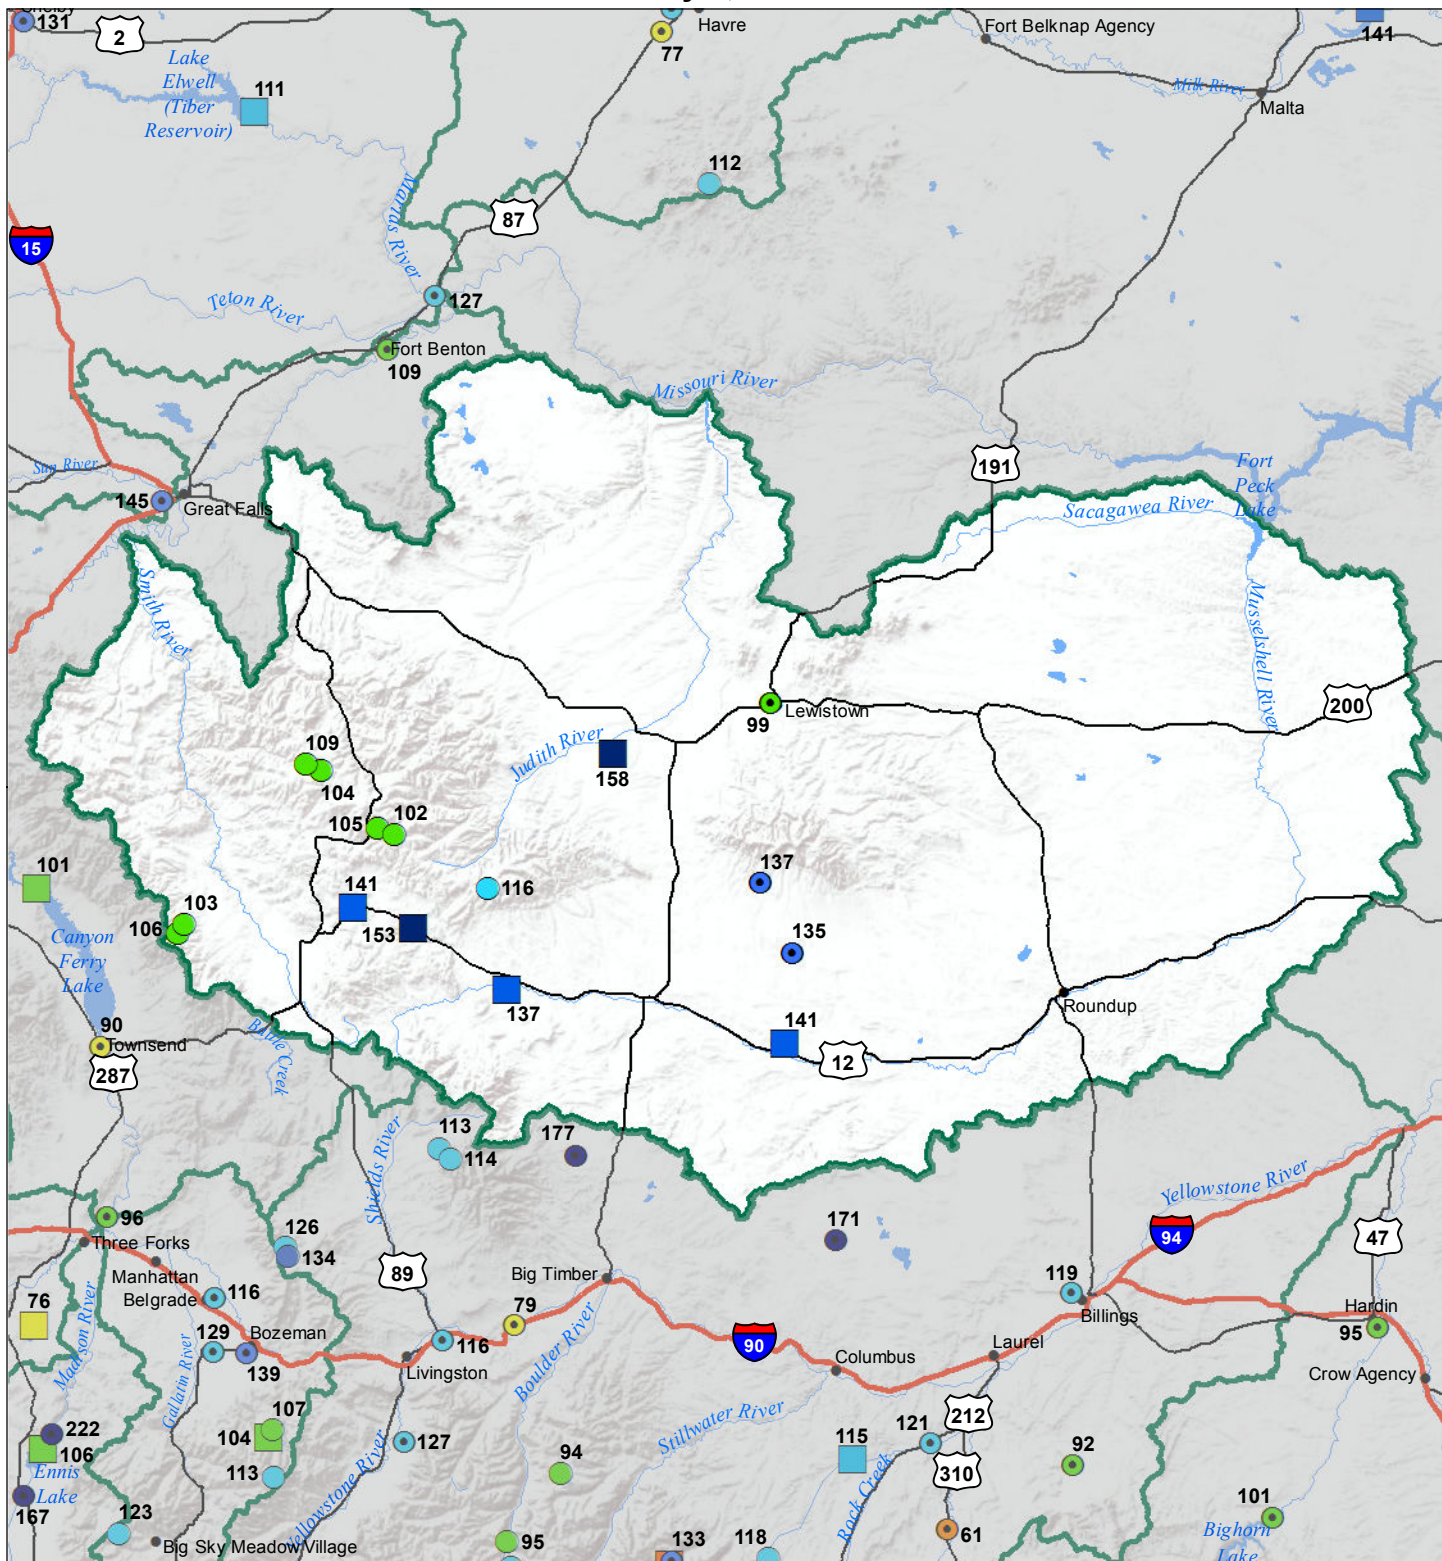 Shelby
131
2
Lake
Elwell
(Tiber
Reservoir)
111
Havre
77
Fort Belknap Agency
141
Milk River
Malta
112
Marias River
87
15
Teton River
127
Fort Benton
109
Missouri River
Sun River
145
Great Falls
191
Fort
Peck
Lake
Sacagawea River
Smith River
Musselshell River
200
99
Lewistown
Judith River
158
109
104
105
102
137
116
141
153
135
101
103
106
Canyon
Ferry
Lake
137
Roundup
141
12
90
Townsend
287
Battle Creek
Shields River
113
114
177
Yellowstone River
96
Three Forks
126
134
171
94
47
Manhattan
Belgrade
116
89
Big Timber
119
Billings
Hardin
95
76
Madison River
129
Bozeman
139
116
Livingston
79
Boulder River
90
Columbus
Laurel
Crow Agency
Gallatin River
222
106
Ennis
Lake
167
107
104
113
127
Yellowstone River
94
Stillwater River
115
121
212
310
92
101
Bighorn
Lake
123
Big Sky Meadow Village
95
133
118
Rock Creek
61